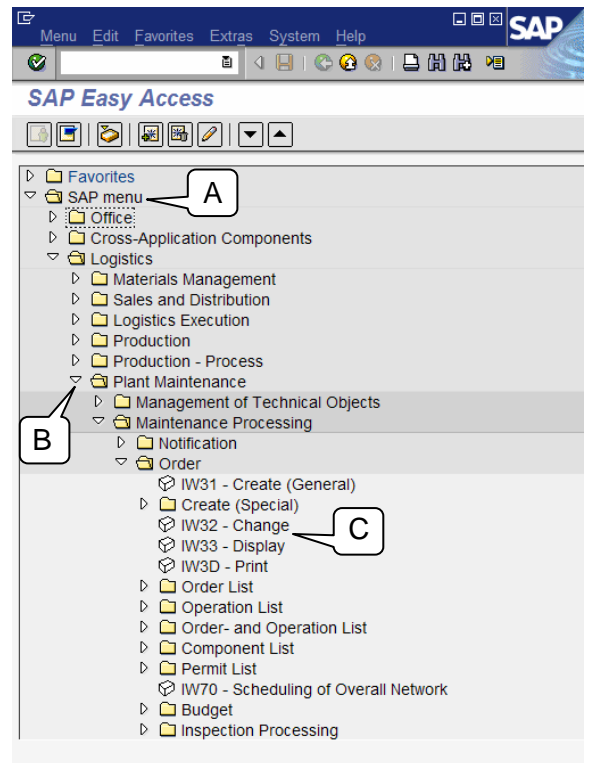 Menu Edit Favorites Extras System Help
SAP
SAP Easy Access
Favorites
SAP menu
A
Office
Cross-Application Components
Logistics
Materials Management
Sales and Distribution
Logistics Execution
Production
Production - Process
Plant Maintenance
Management of Technical Objects
B
Maintenance Processing
Notification
Order
IW31 - Create (General)
Create (Special)
IW32 - Change
C
IW33 - Display
IW3D - Print
Order List
Operation List
Order- and Operation List
Component List
Permit List
IW70 - Scheduling of Overall Network
Budget
Inspection Processing